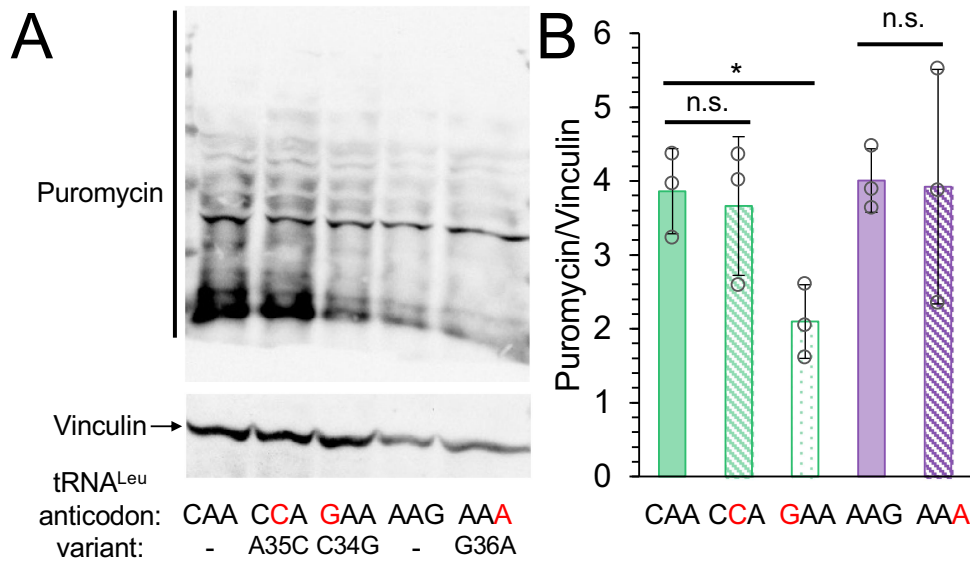 A
Puromycin
Vinculin
tRNALeu
anticodon: CAA CCA GAA AAG AAA
variant: - A35C C34G - G36A
B
Puromycin/Vinculin
6
5
4
3
2
1
0
n.s.
*
n.s.
CAA CCA GAA AAG AAA